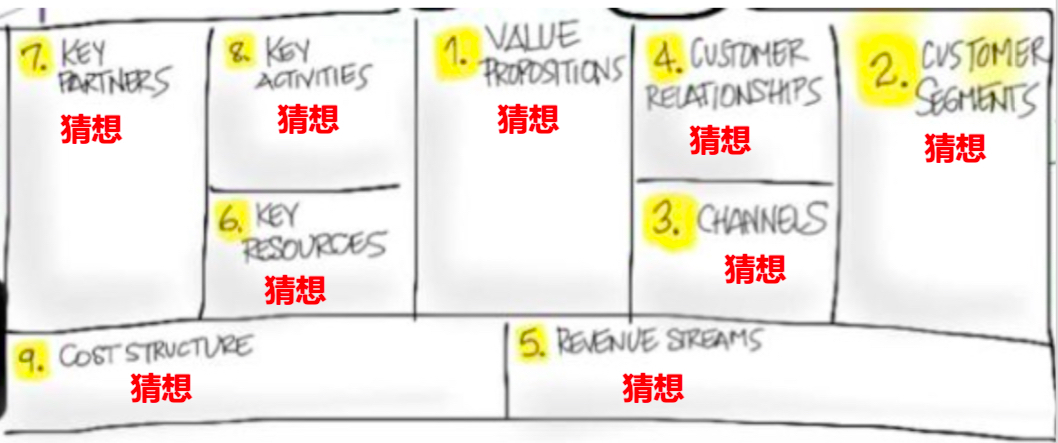 7. KEY
PARTNERS
猜想
8. KEY
ACTIVITIES
猜想
6. KEY
RESOURCES
猜想
1. VALUE
PROPOSITIONS
猜想
4. CUSTOMER
RELATIONSHIPS
猜想
3. CHANNELS
猜想
2. CUSTOMER
SEGMENTS
猜想
9. COST STRUCTURE
猜想
5. REVENUE STREAMS
猜想